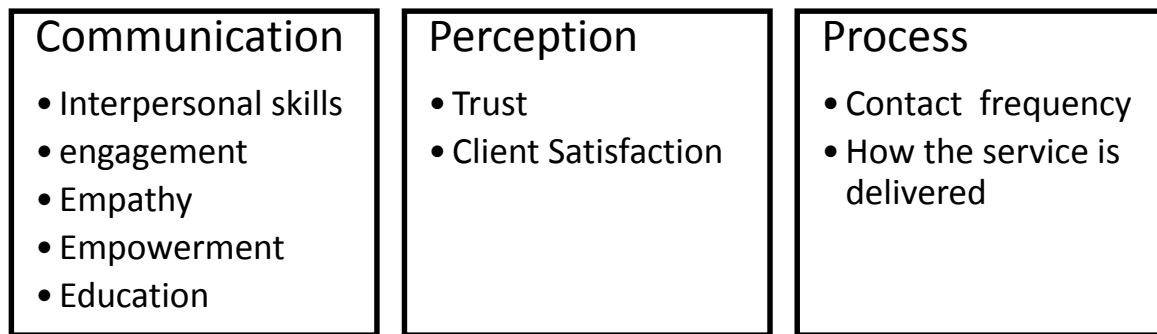 Communication
• Interpersonal skills
• engagement
• Empathy
• Empowerment
• Education
Perception
• Trust
• Client Satisfaction
Process
• Contact  frequency
• How the service is
delivered